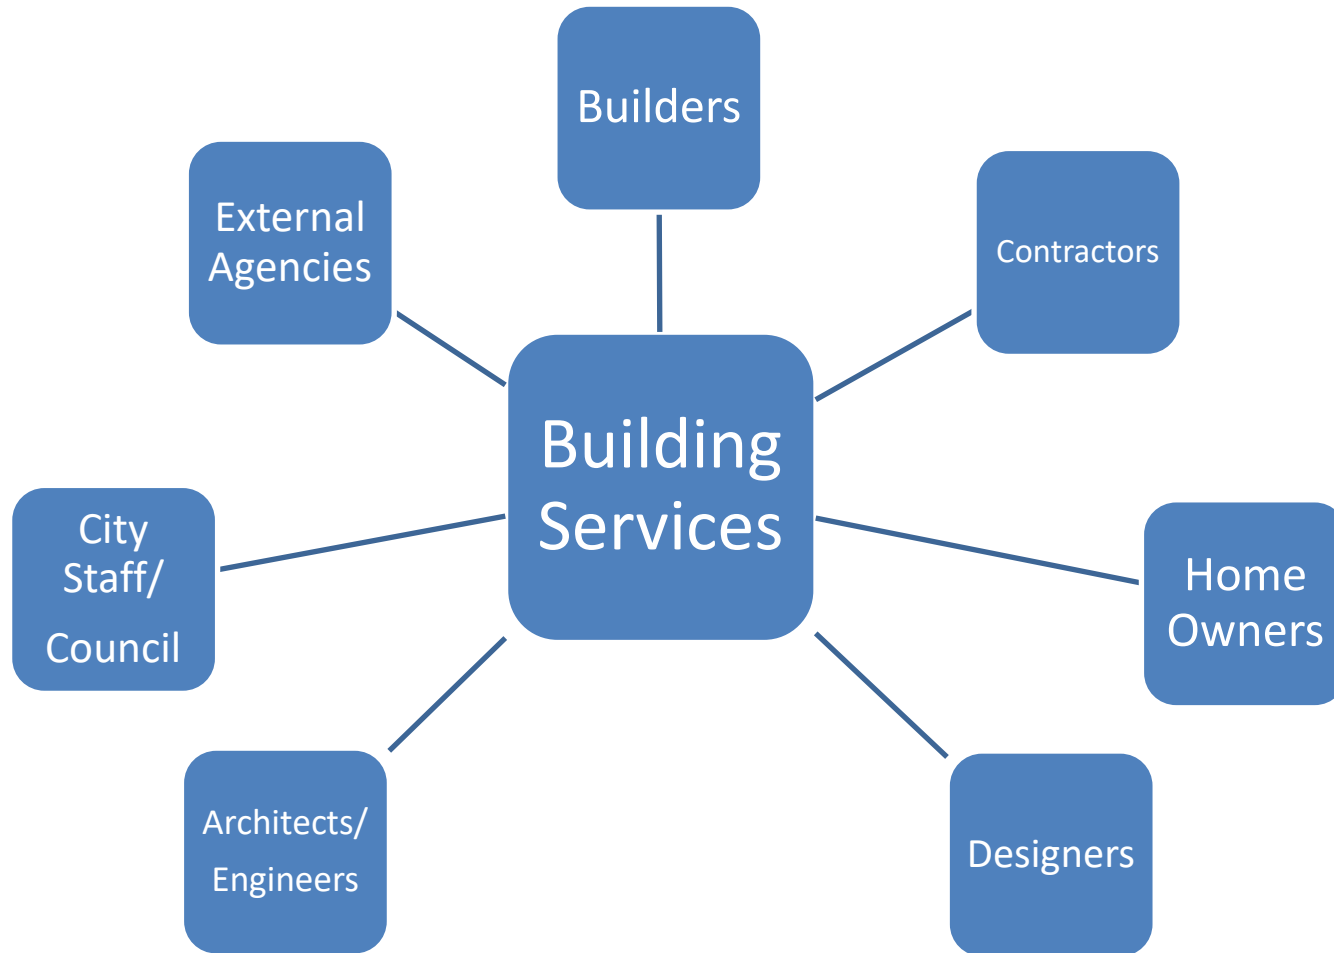 Builders
External
Agencies
Contractors
Building
Services
City
Staff/
Council
Home
Owners
Architects/
Engineers
Designers